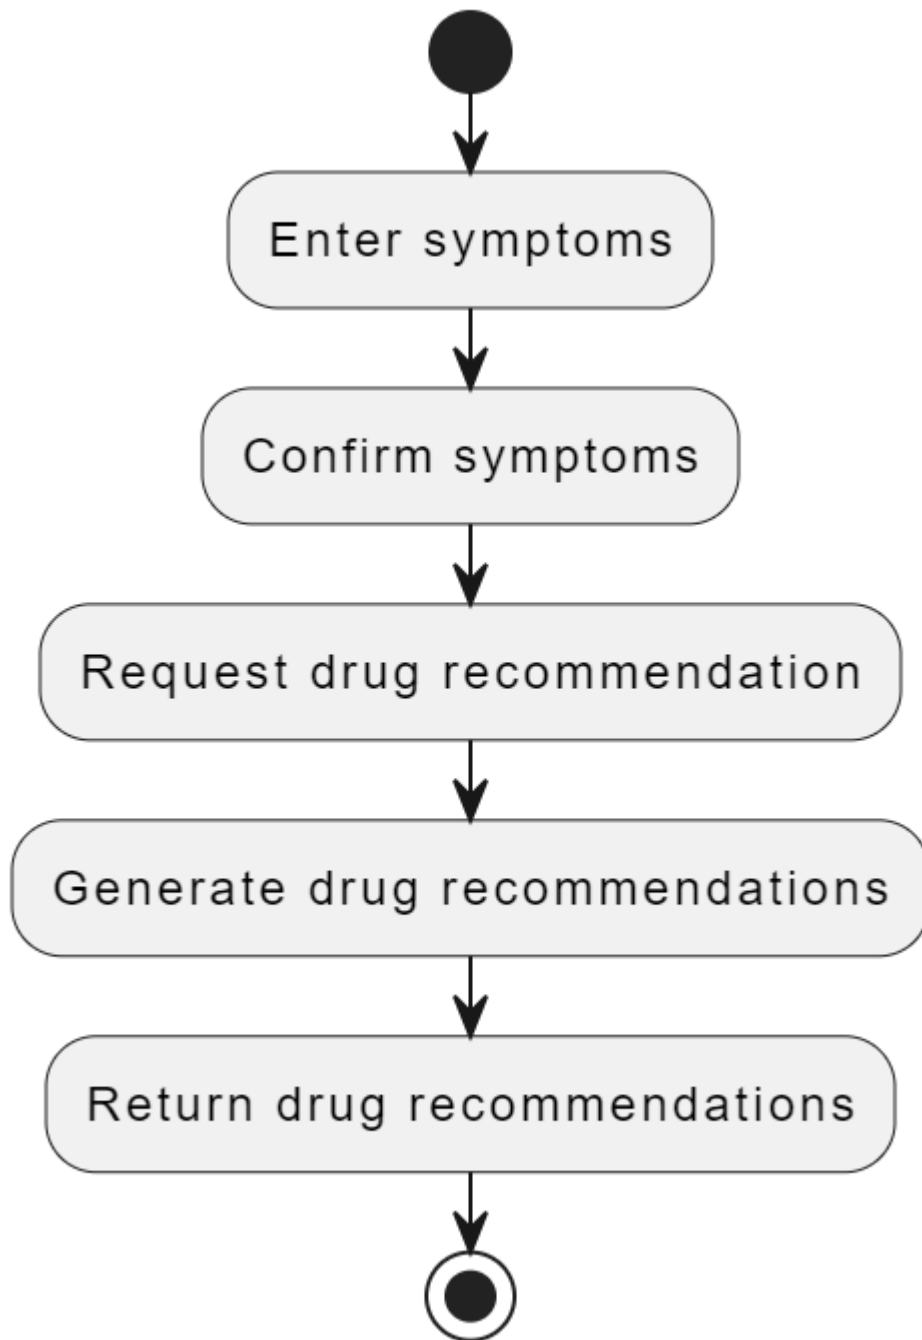 Enter symptoms
Confirm symptoms
Request drug recommendation
Generate drug recommendations
Return drug recommendations